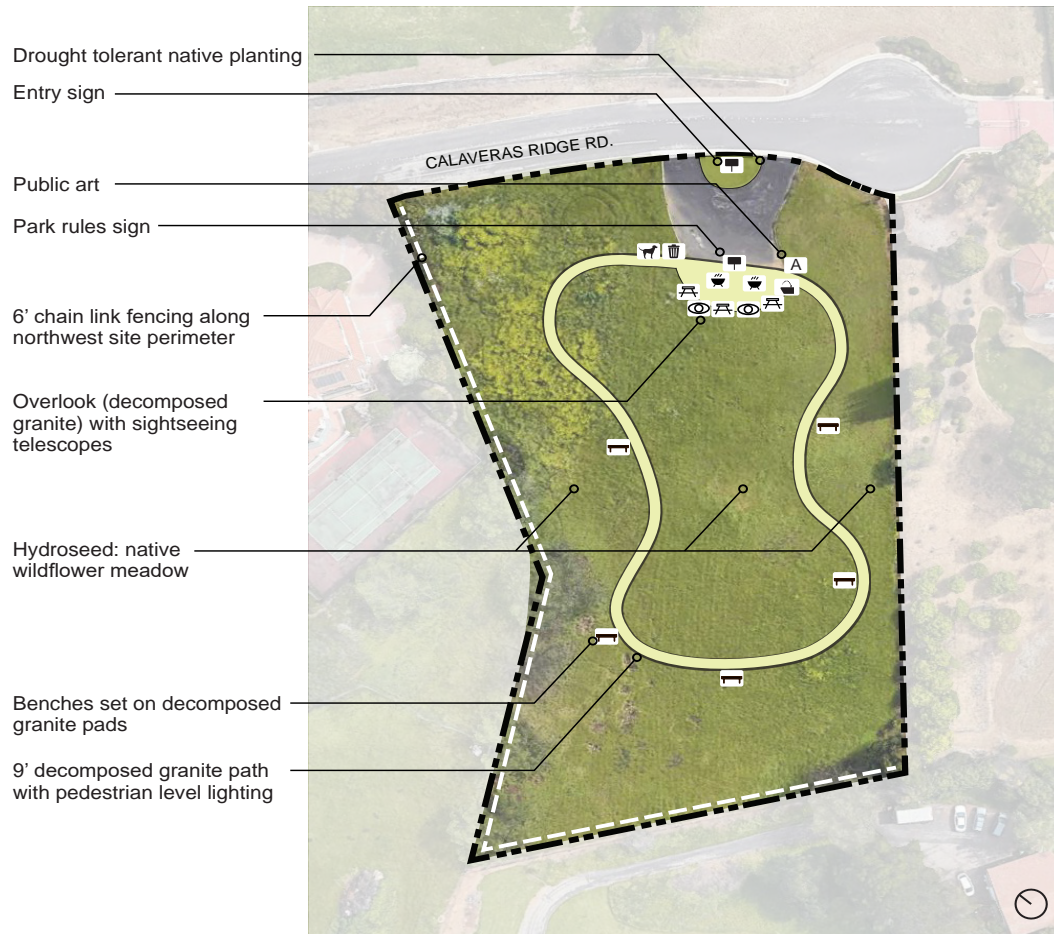 Drought tolerant native planting
Entry sign
CALAVERAS RIDGE RD.
Public art
Park rules sign
A
6’ chain link fencing along
northwest site perimeter
Overlook (decomposed
granite) with sightseeing
telescopes
Hydroseed: native
wildflower meadow
Benches set on decomposed
granite pads
9’ decomposed granite path
with pedestrian level lighting